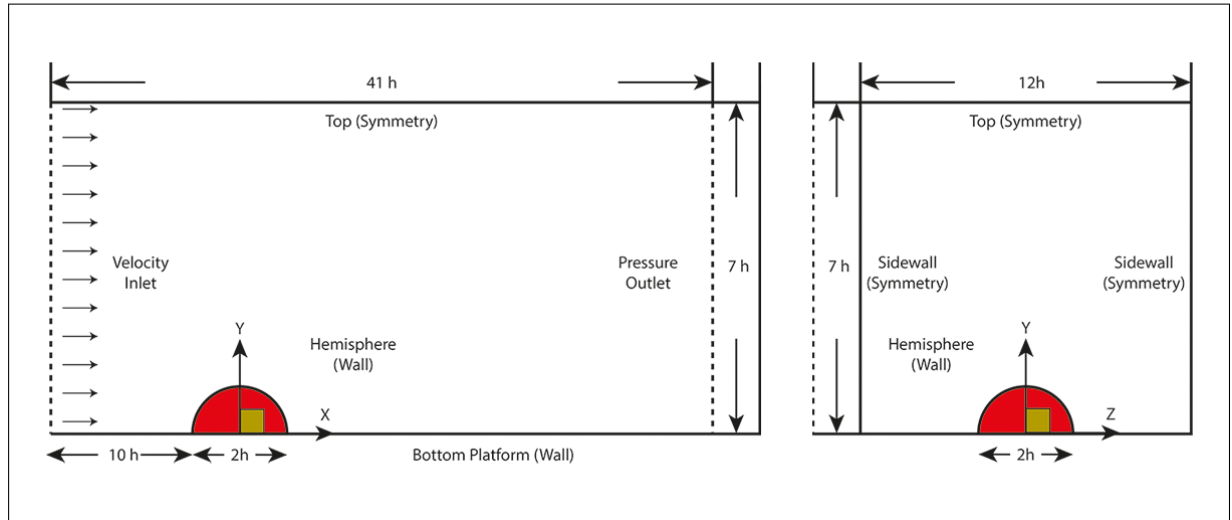 41 h
Top (Symmetry)
Velocity
Inlet
Pressure
Outlet
7 h
Y
Hemisphere
(Wall)
X
10 h
2h
Bottom Platform (Wall)
12h
Top (Symmetry)
7 h
Sidewall
(Symmetry)
Sidewall
(Symmetry)
Y
Hemisphere
(Wall)
Z
2h